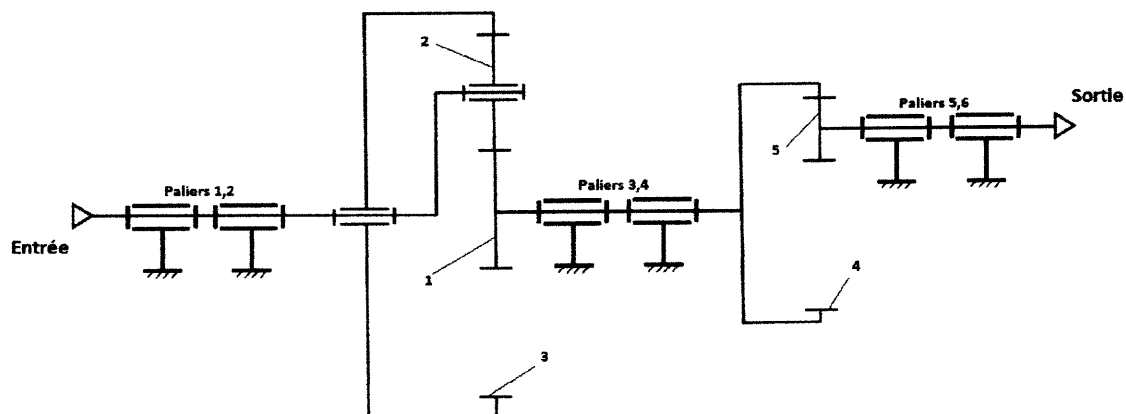 2
Paliers 5,6
Sortie
5
Paliers 1,2
Paliers 3,4
Entrée
1
4
3